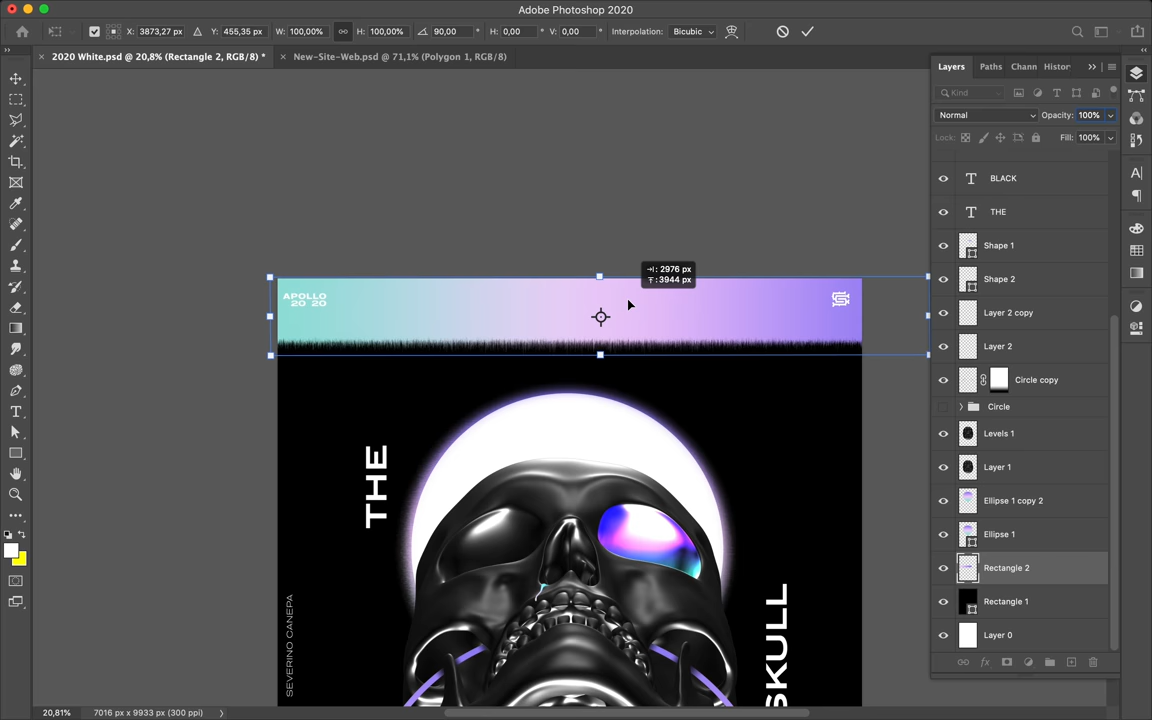 Adobe Photoshop 2020
X: 3873,27 px Y: 455,35 px W: 100,00% H: 100,00% 90,00 ° H: 0,00 ° V: 0,00 ° Interpolation: Bicubic
2020 White.psd @ 20,8% (Rectangle 2, RGB/8) * New-Site-Web.psd @ 71,1% (Polygon 1, RGB/8)
Layers Paths Chann Histor
Kind
Normal Opacity: 100%
Lock: Fill: 100%
BLACK
THE
Shape 1
Shape 2
Layer 2 copy
Layer 2
Circle copy
Circle
Levels 1
Layer 1
Ellipse 1 copy 2
Ellipse 1
Rectangle 2
Rectangle 1
Layer 0
: 2976 px
: 3944 px
APOLLO
20 20
THE
SEVERINO CANEPA
SKULL
20,81% 7016 px x 9933 px (300 ppi)